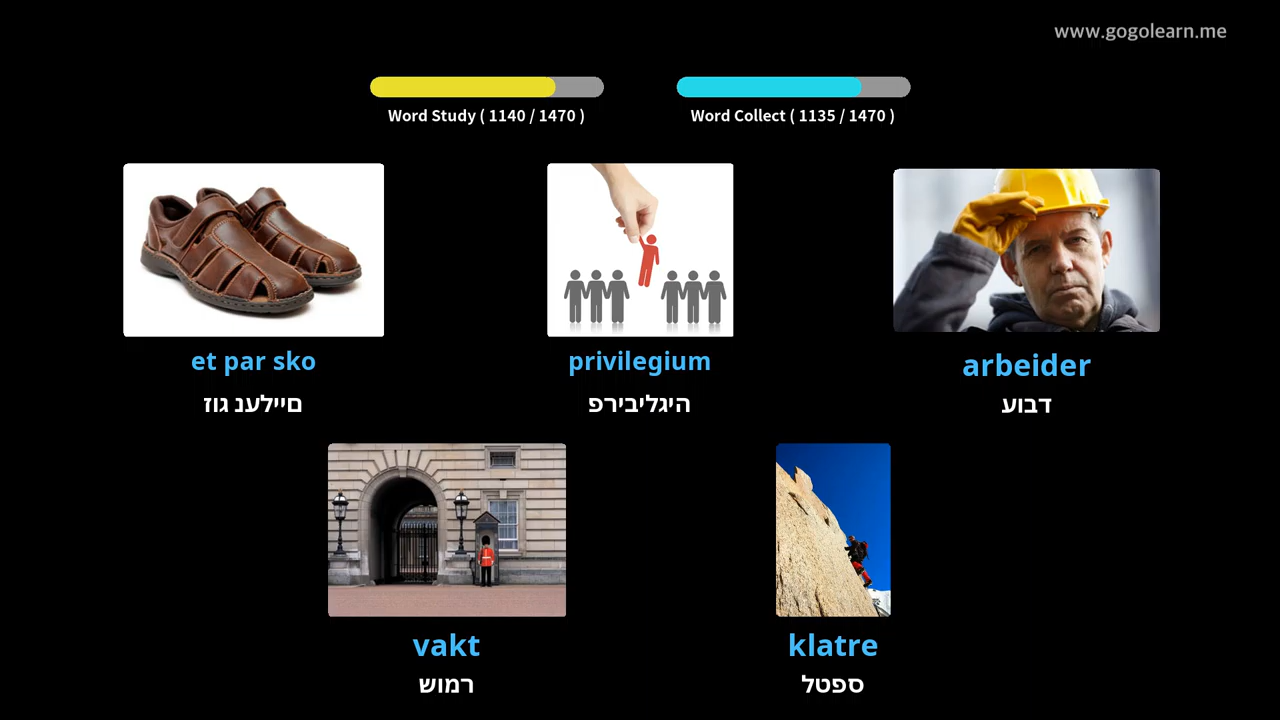 www.gogolearn.me
Word Study ( 1140 / 1470 )
Word Collect ( 1135 / 1470 )
et par sko
םיילענ גוז
privilegium
היגליבירפ
arbeider
דבוע
vakt
רמוש
klatre
ספטל